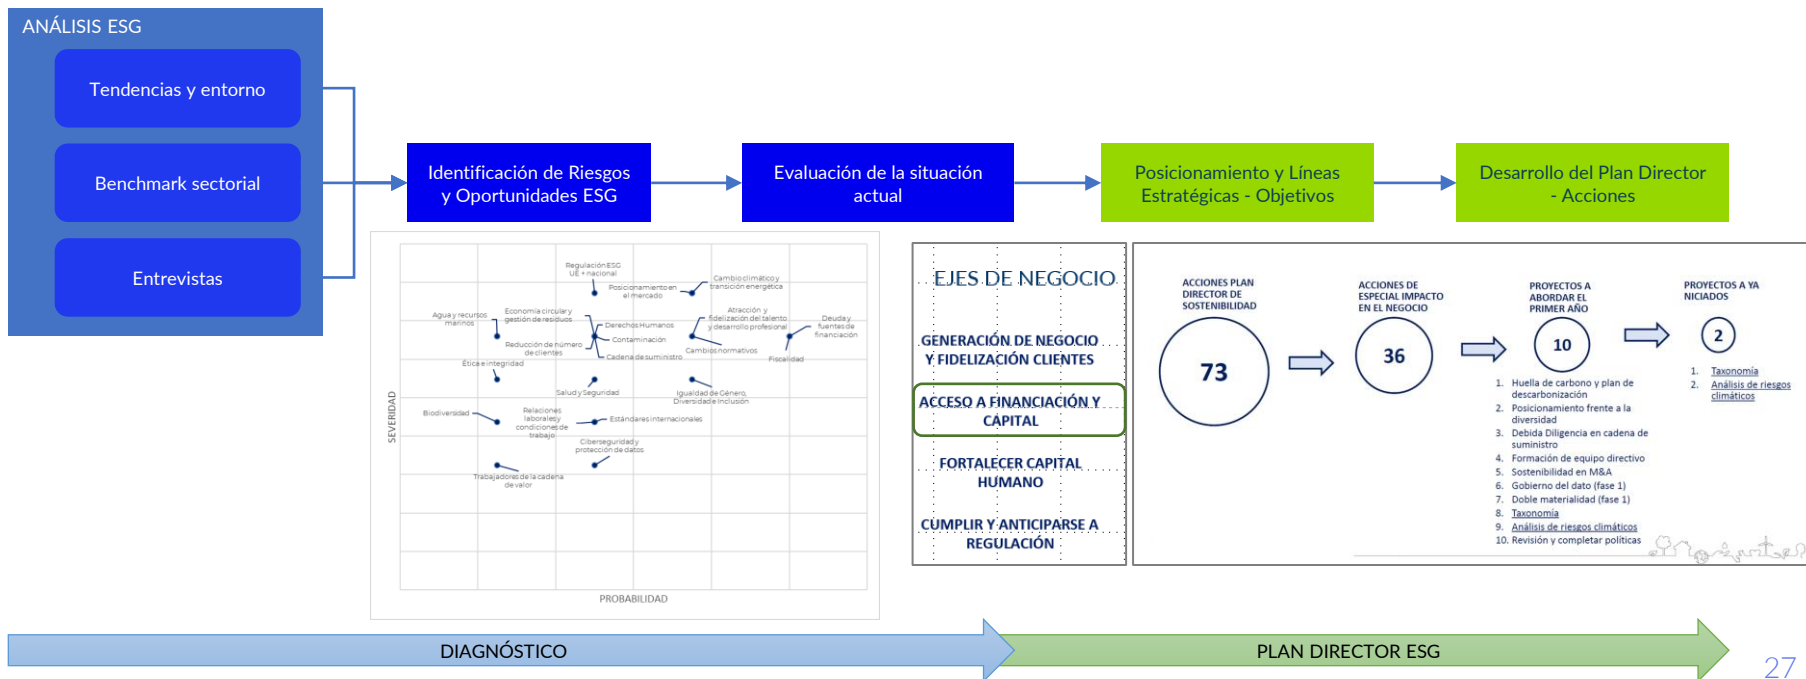 ANÁLISIS ESG
Tendencias y entorno
Benchmark sectorial
Entrevistas
Identificación de Riesgos
y Oportunidades ESG
Evaluación de la situación
actual
Posicionamiento y Líneas
Estratégicas - Objetivos
Desarrollo del Plan Director
- Acciones
Regulación ESG
UE + nacional
Posicionamiento en
el mercado
Cambio climático y
transición energética
Agua y recursos
marinos
Economía circular y
gestión de residuos
Derechos Humanos
Contaminación
Cadena de suministro
Reducción de número
de clientes
Atracción y
fidelización del talento
y desarrollo profesional
Cambios normativos
Deuda y
fuentes de
financiación
Fiscalidad
Ética e integridad
Salud y Seguridad
Igualdad de Género,
Diversidad e Inclusión
Biodiversidad
Relaciones
laborales y
condiciones de
trabajo
Estándares internacionales
Ciberseguridad y
protección de datos
Trabajadores de la cadena
de valor
SEVERIDAD
PROBABILIDAD
EJES DE NEGOCIO
GENERACIÓN DE NEGOCIO
Y FIDELIZACIÓN CLIENTES
ACCESO A FINANCIACIÓN Y
CAPITAL
FORTALECER CAPITAL
HUMANO
CUMPLIR Y ANTICIPARSE A
REGULACIÓN
ACCIONES PLAN
DIRECTOR DE
SOSTENIBILIDAD
73
ACCIONES DE
ESPECIAL IMPACTO
EN EL NEGOCIO
36
PROYECTOS A
ABORDAR EL
PRIMER AÑO
10
1. Huella de carbono y plan de
descarbonización
2. Posicionamiento frente a la
diversidad
3. Debida Diligencia en cadena de
suministro
4. Formación de equipo directivo
5. Sostenibilidad en M&A
6. Gobierno del dato (fase 1)
7. Doble materialidad (fase 1)
8. Taxonomía
9. Análisis de riesgos climáticos
10. Revisión y completar políticas
PROYECTOS A YA
NICIADOS
2
1. Taxonomía
2. Análisis de riesgos
climáticos
DIAGNÓSTICO
PLAN DIRECTOR ESG
27